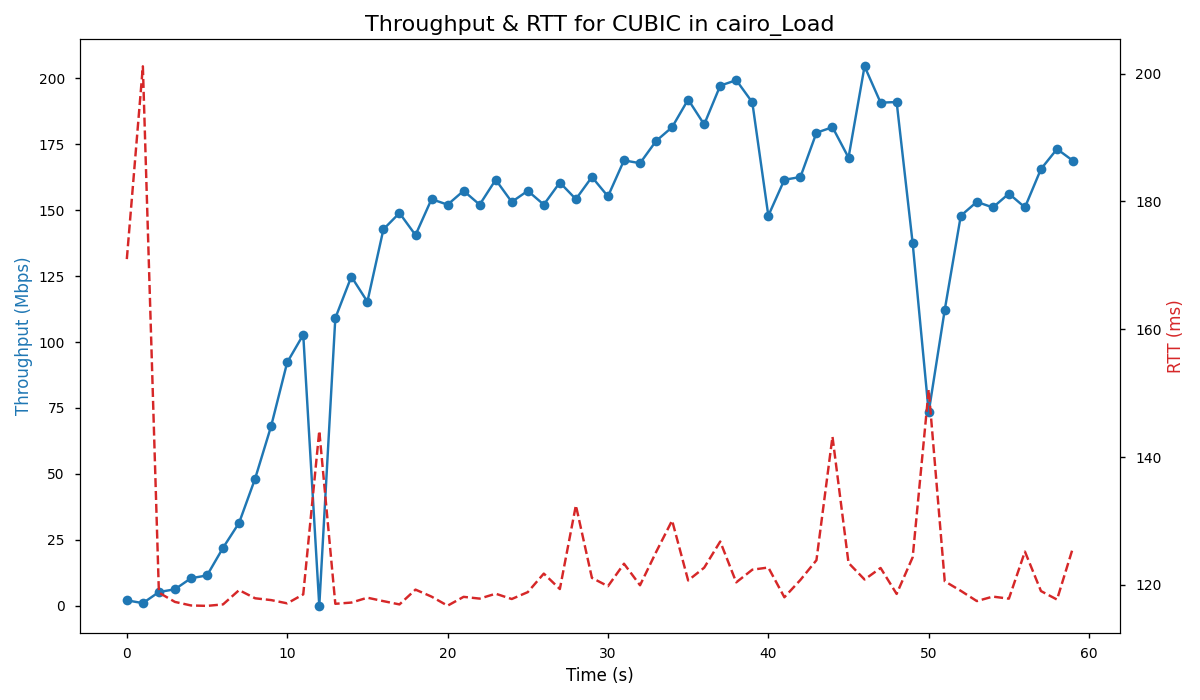 Throughput & RTT for CUBIC in cairo_Load
Throughput (Mbps)
200
175
150
125
100
75
50
25
0
200
180
160
140
120
RTT (ms)
0 10 20 30 40 50 60
Time (s)